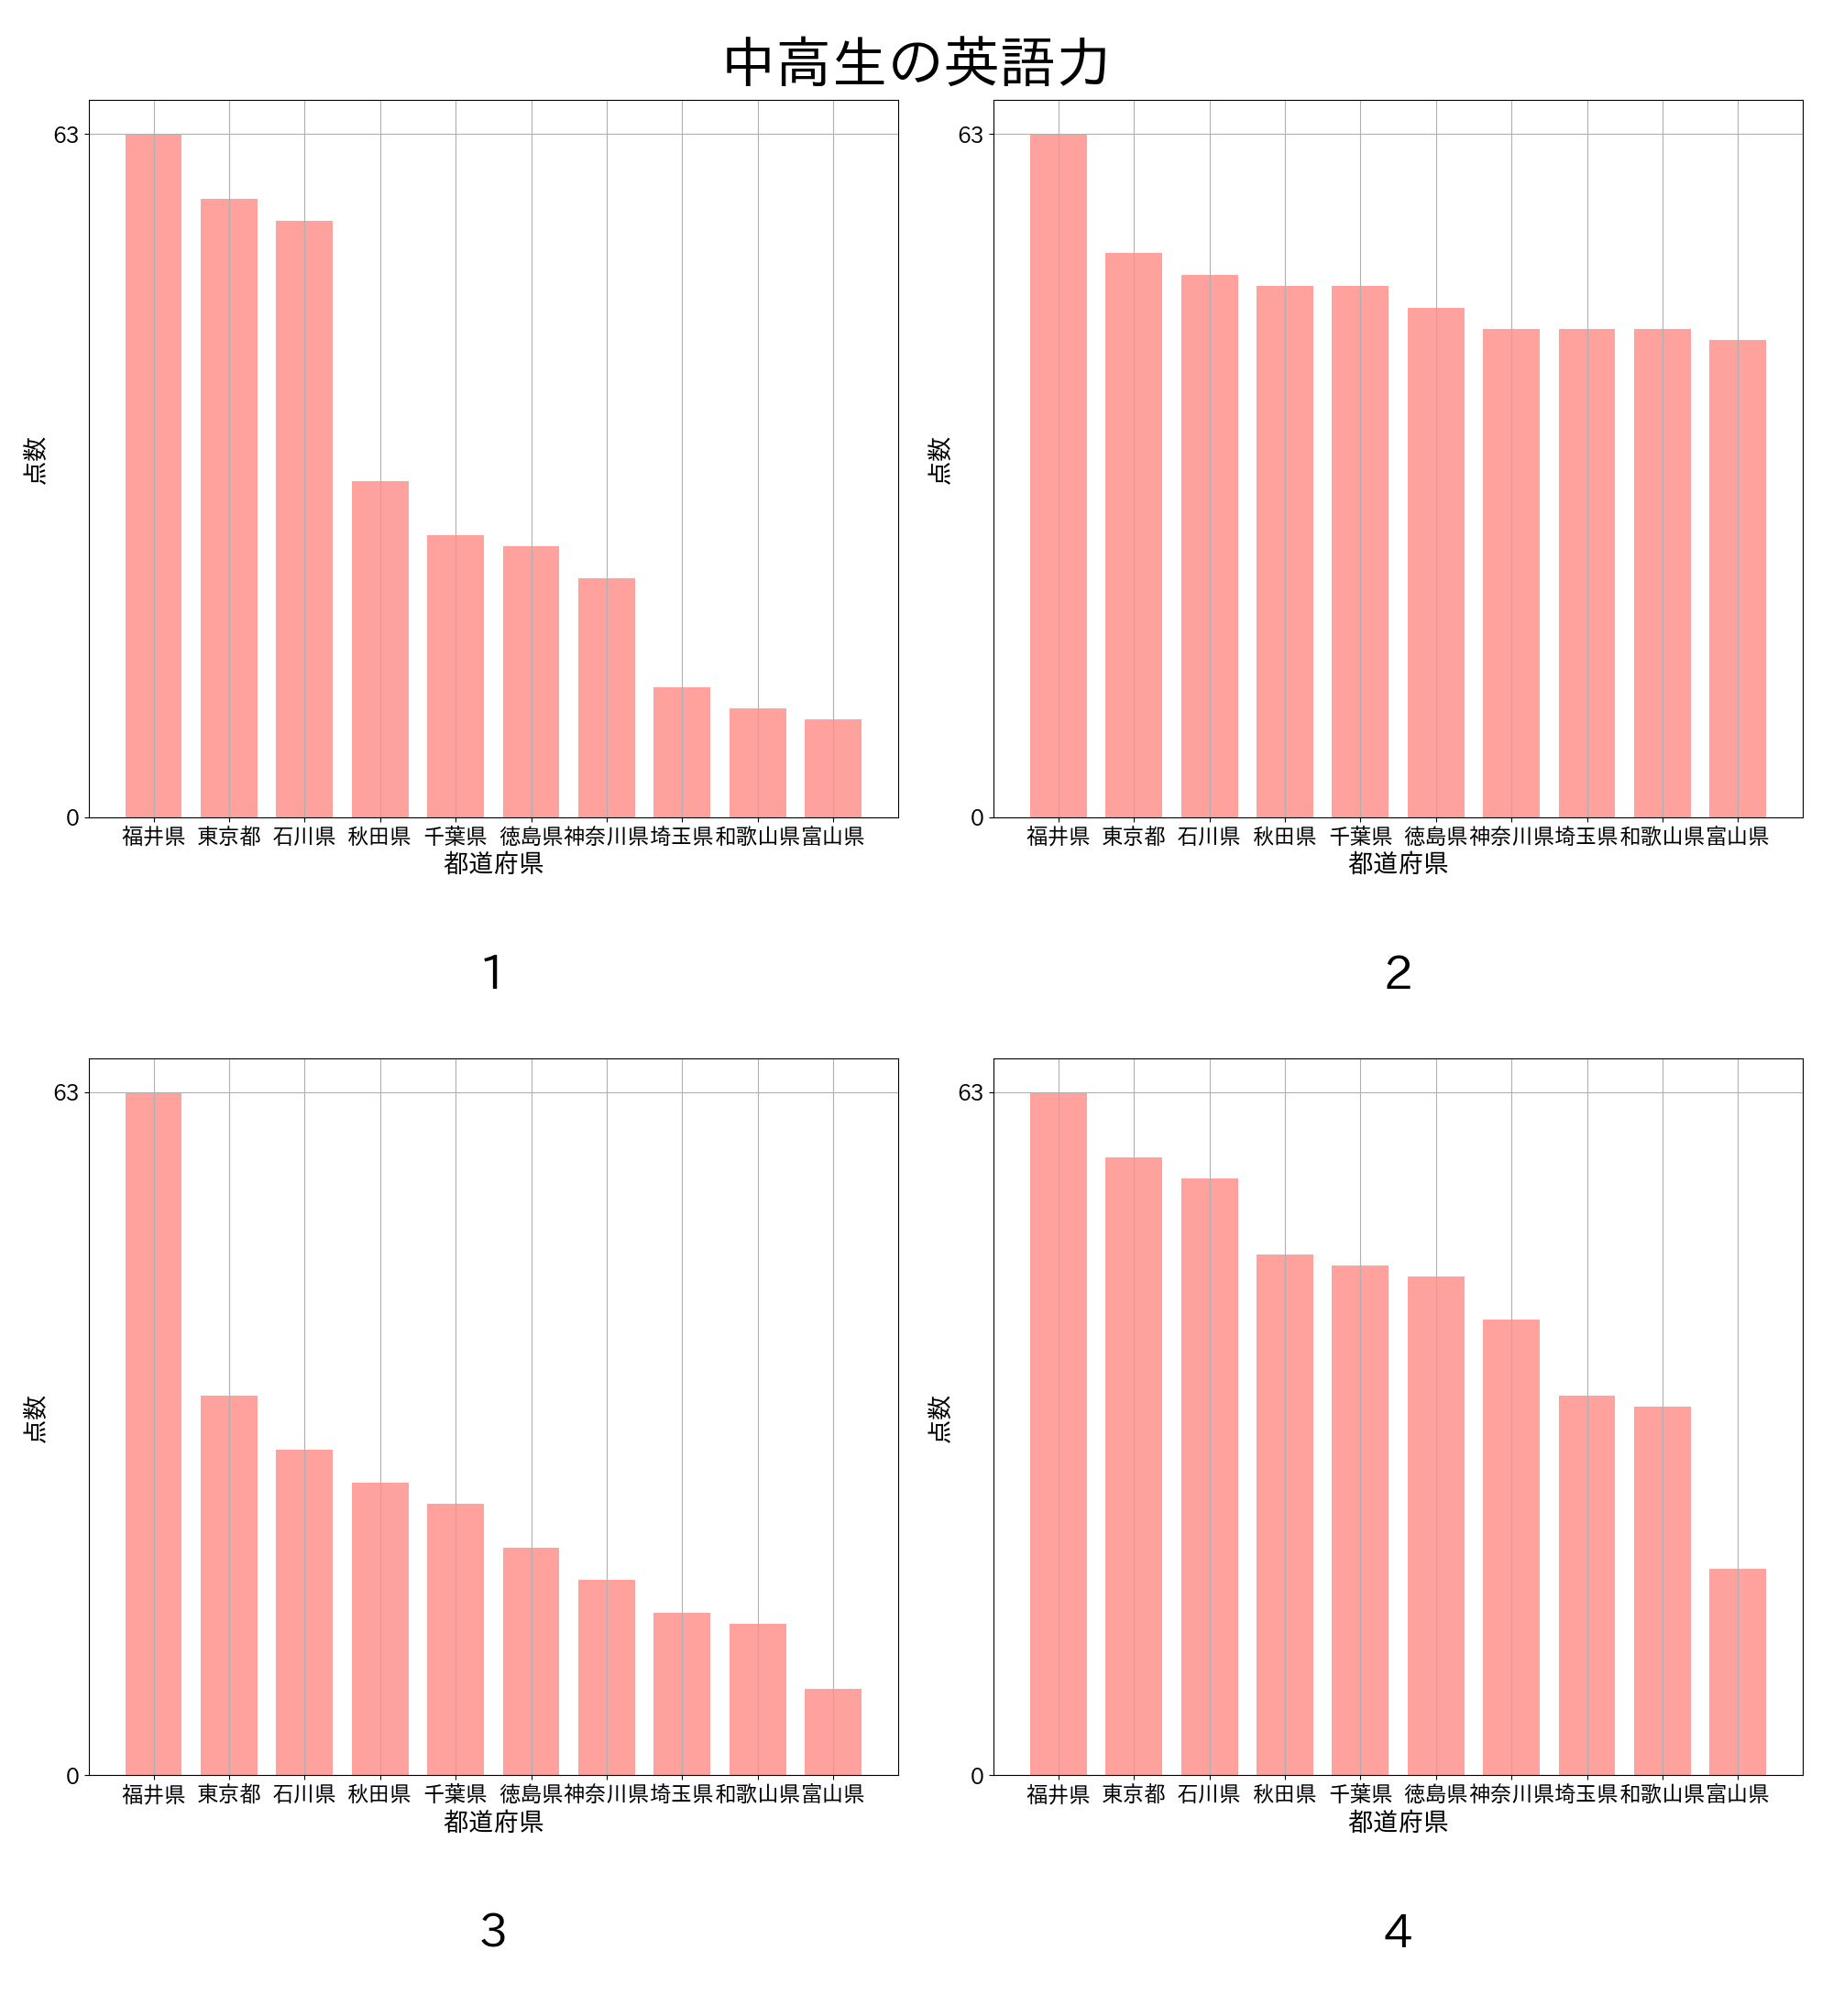 中高生の英語力
63
0
点数
福井県 東京都 石川県 秋田県 千葉県 徳島県 神奈川県 埼玉県 和歌山県 富山県
都道府県
1
63
0
点数
福井県 東京都 石川県 秋田県 千葉県 徳島県 神奈川県 埼玉県 和歌山県 富山県
都道府県
2
63
0
点数
福井県 東京都 石川県 秋田県 千葉県 徳島県 神奈川県 埼玉県 和歌山県 富山県
都道府県
3
63
0
点数
福井県 東京都 石川県 秋田県 千葉県 徳島県 神奈川県 埼玉県 和歌山県 富山県
都道府県
4